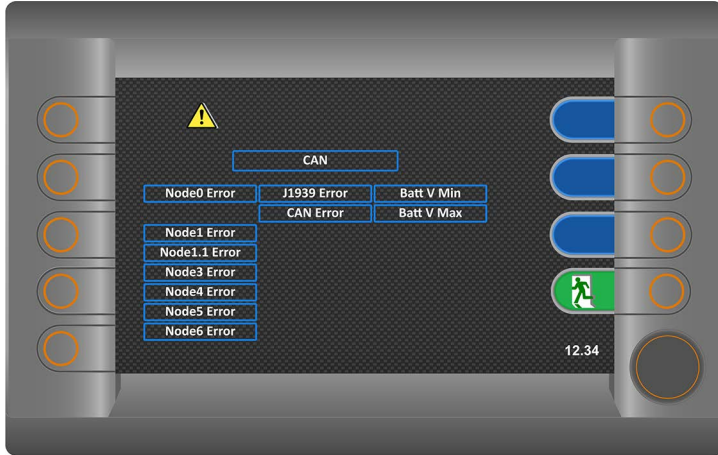 CAN
Node0 Error J1939 Error Batt V Min
CAN Error Batt V Max
Node1 Error
Node1.1 Error
Node3 Error
Node4 Error
Node5 Error
Node6 Error
12.34